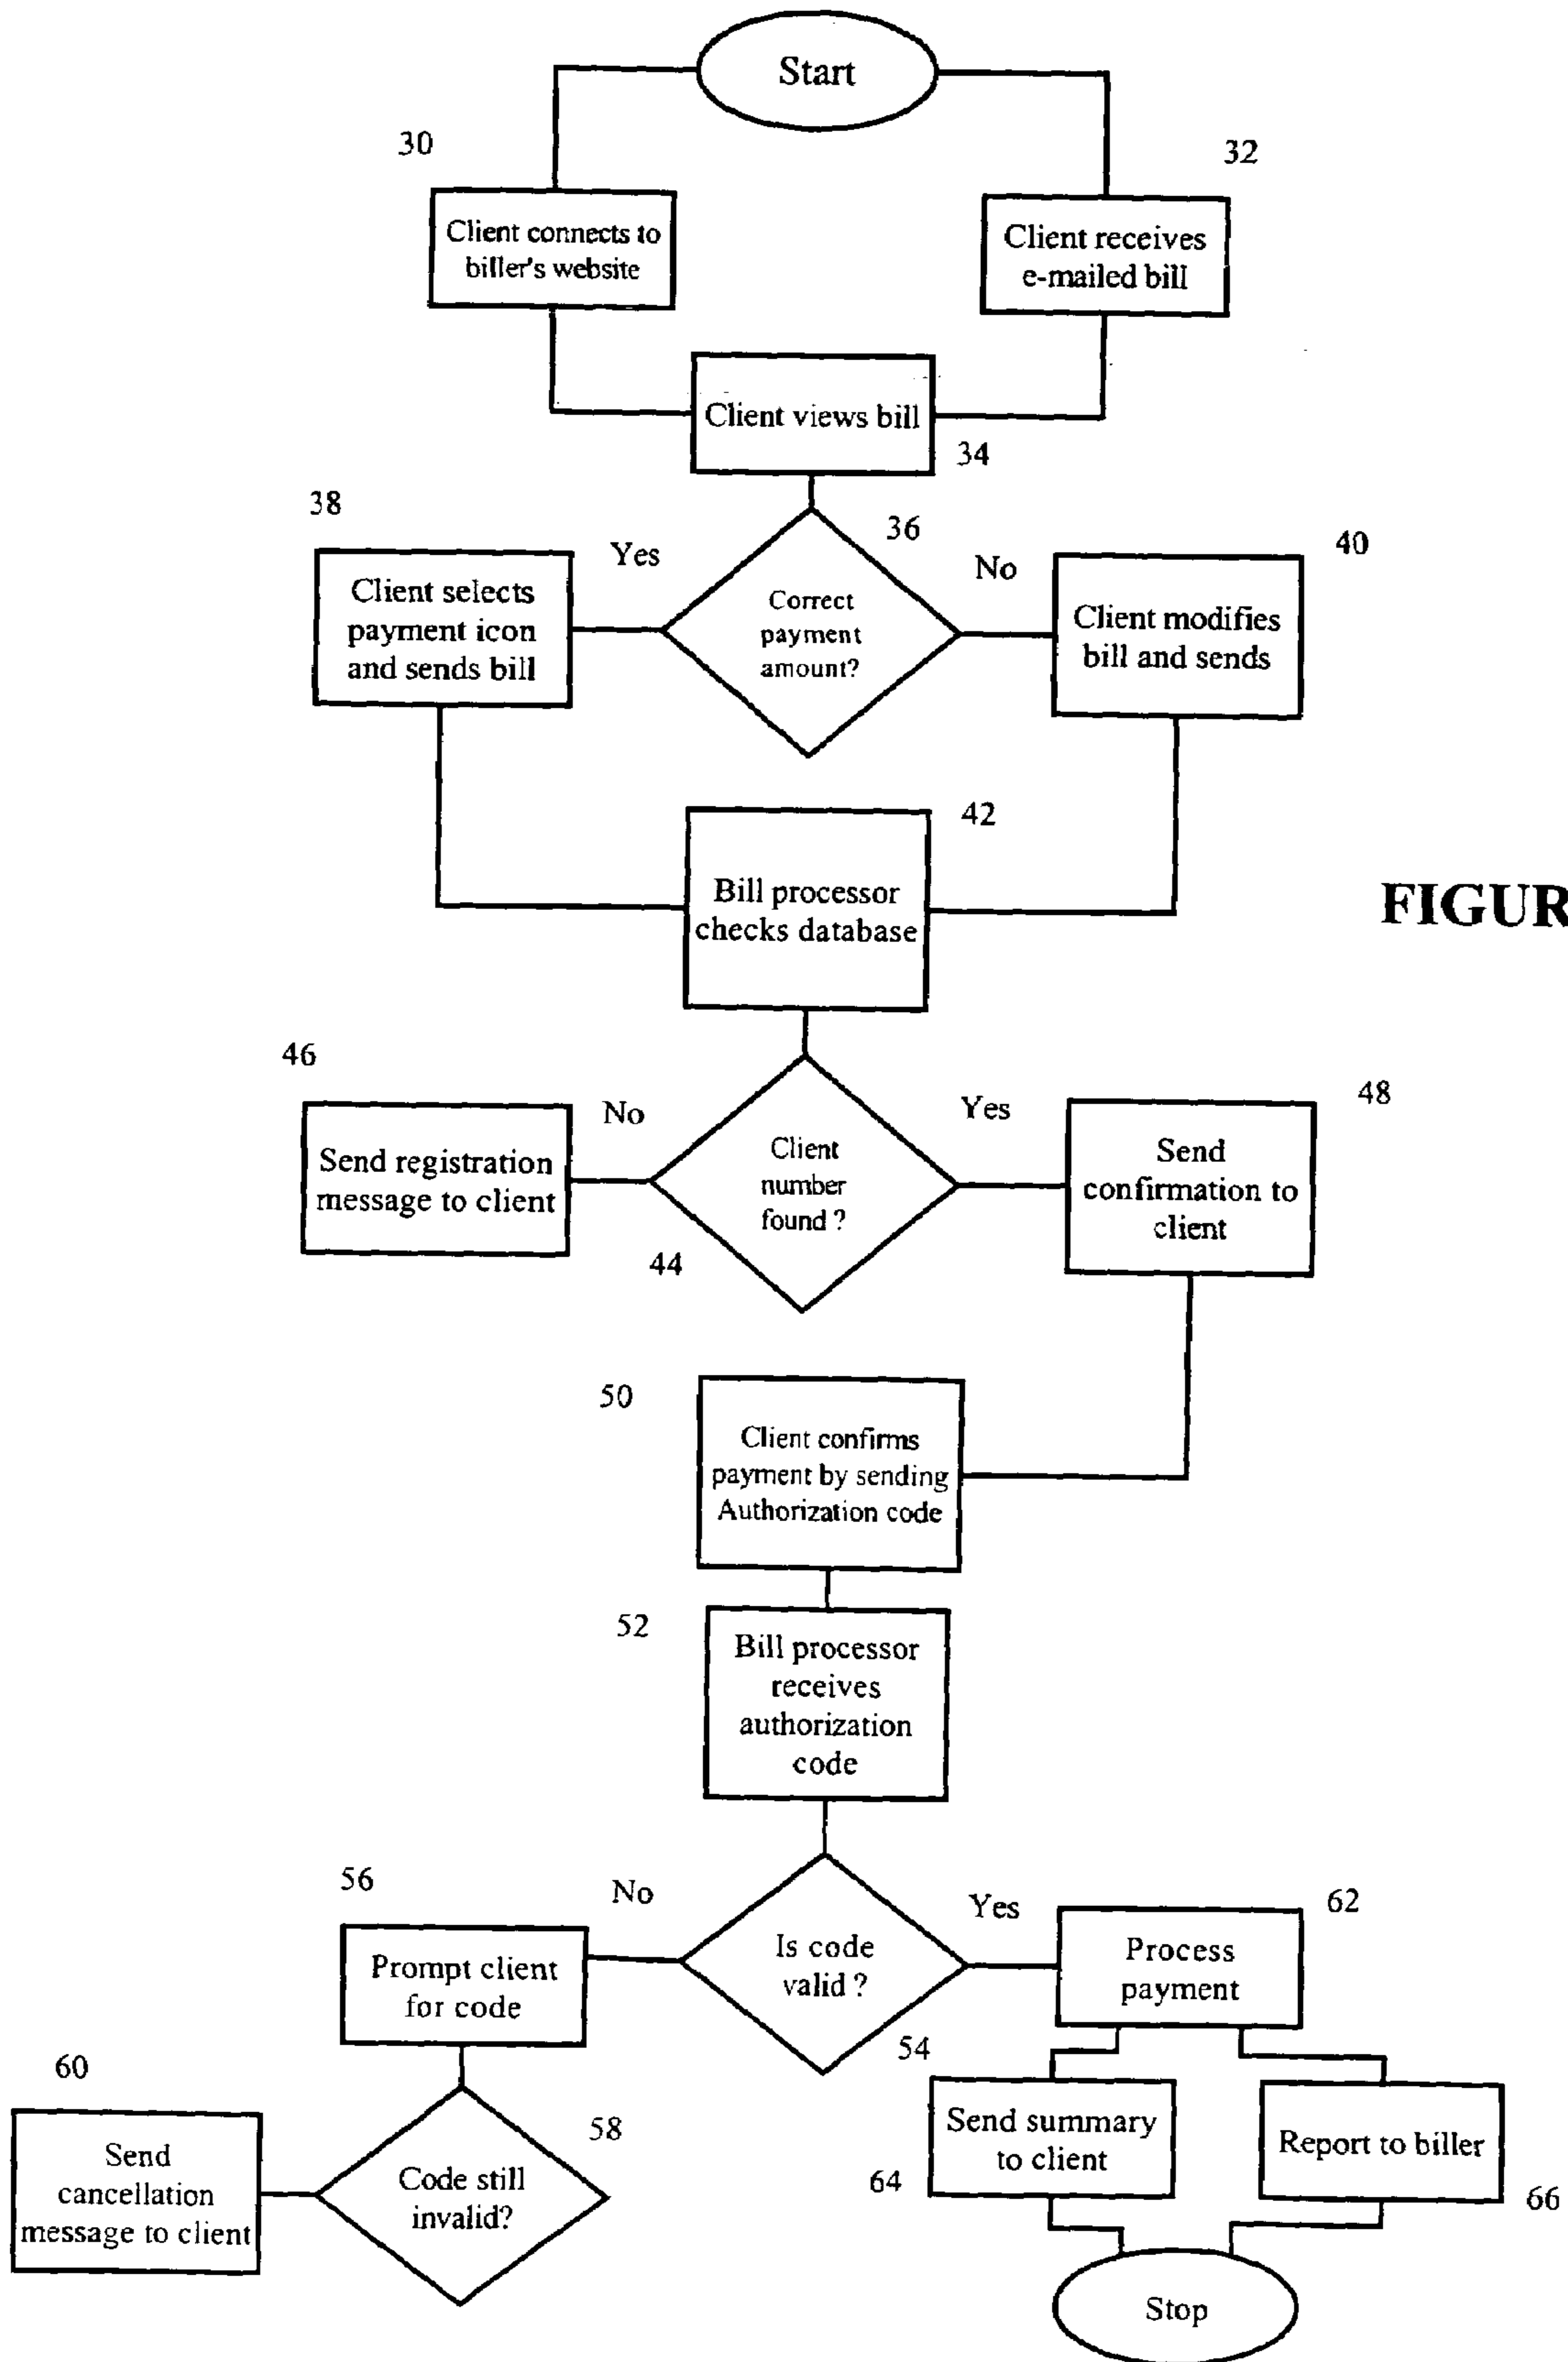 Start
30
32
Client connects to
biller's website
Client receives
e-mailed bill
Client views bill
34
38
36
Yes
No
40
Client selects
payment icon
and sends bill
Correct
payment
amount?
Client modifies
bill and sends
42
Bill processor
checks database
FIGUR
46
No
Yes
48
Send registration
message to client
Client
number
found ?
Send
confirmation to
client
44
50
Client confirms
payment by sending
Authorization code
52
Bill processor
receives
authorization
code
56
No
Yes
62
Prompt client
for code
Is code
valid ?
Process
payment
54
60
58
Send
cancellation
message to client
Code still
invalid?
Send summary
to client
Report to biller
64
66
Stop